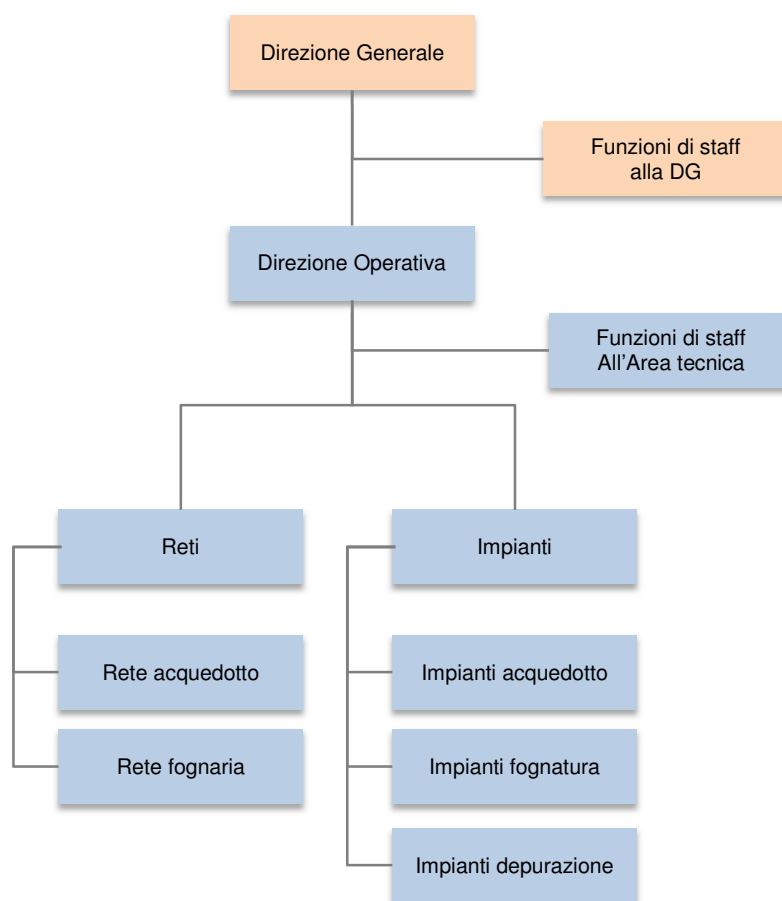 Direzione Generale
Funzioni di staff
alla DG
Direzione Operativa
Funzioni di staff
All’Area tecnica
Reti
Impianti
Rete acquedotto
Impianti acquedotto
Rete fognaria
Impianti fognatura
Impianti depurazione